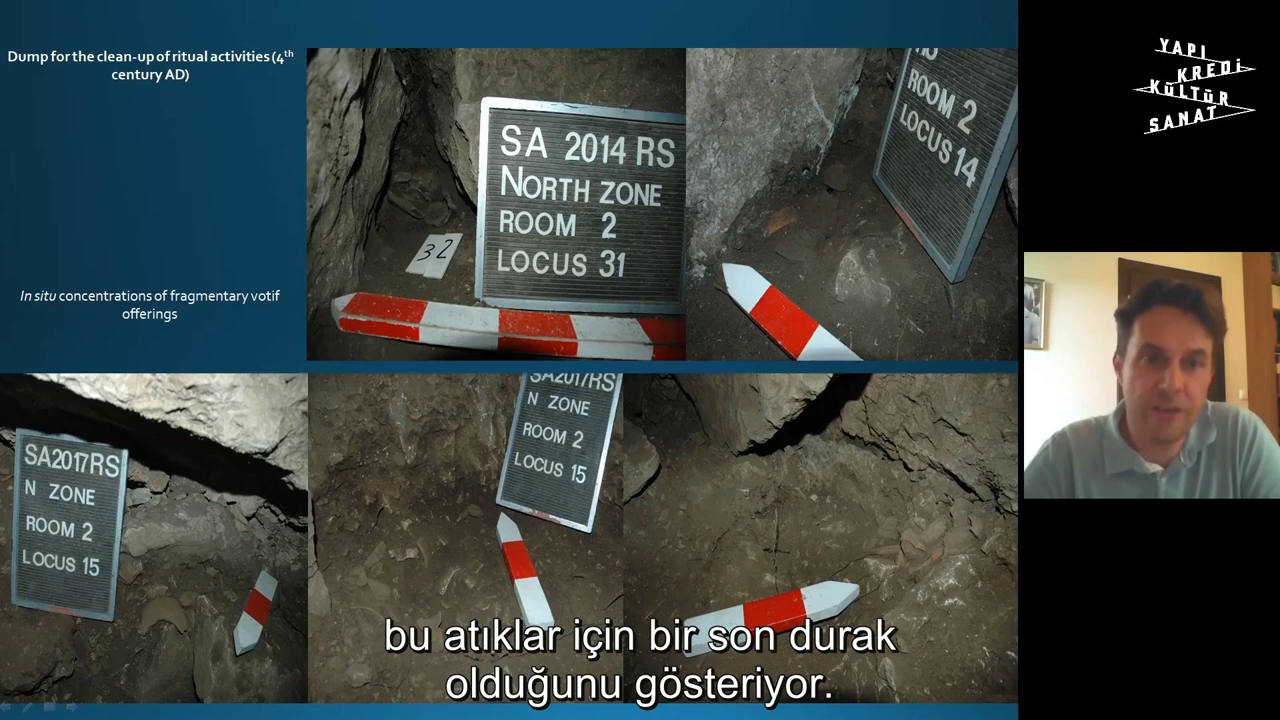 Dump for the clean-up of ritual activities (4th
century AD)
In situ concentrations of fragmentary votif
offerings
SA 2014 RS
NORTH ZONE
ROOM 2
LOCUS 31
32
ROOM 2
LOCUS 14
SA2017RS
N ZONE
ROOM 2
LOCUS 15
SA2017RS
N ZONE
ROOM 2
LOCUS 15
YAPI
KREDİ
KÜLTÜR
SANAT
bu atıklar için bir son durak
olduğunu gösteriyor.